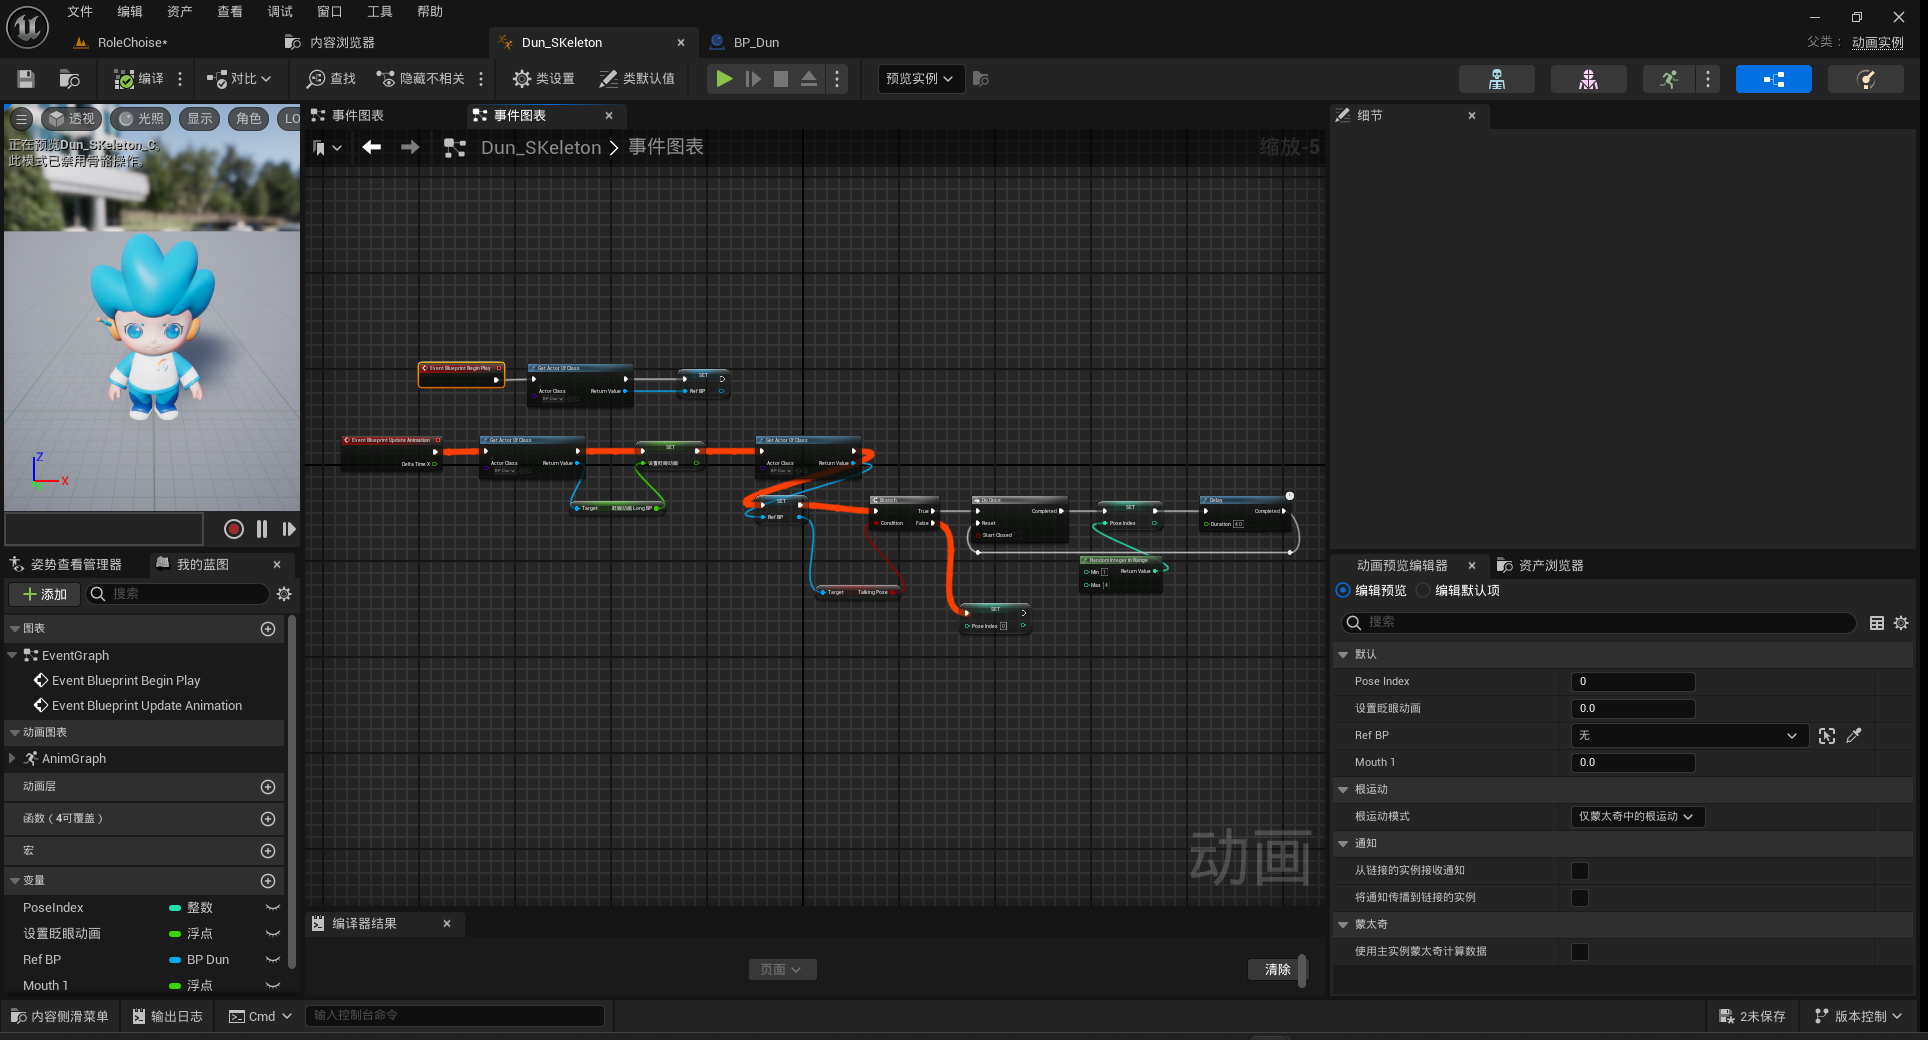 文件 编辑 资产 查看 调试 窗口 工具 帮助
RoleChoise* 内容浏览器 Dun_SKeleton BP_Dun 父类： 动画实例
编译 对比 查找 隐藏不相关 类设置 类默认值 预览实例
透视 光照 显示 角色 LO
正在预览Dun_SKeleton_C。
此模式已禁用骨骼操作。
Z
X
事件图表 事件图表
Dun_SKeleton 事件图表 缩放-5
Event Blueprint Begin Play
Get Actor Of Class
Actor Class Return Value
BP Dun
SET
Ref BP
Event Blueprint Update Animation
Delta Time X
Get Actor Of Class
Actor Class Return Value
BP Dun
SET
设置眨眼动画
Get Actor Of Class
Actor Class Return Value
BP Dun
Target 眨眼动画 Long BP
SET
Ref BP
Branch
True
Condition False
Do Once
Completed
Reset
Start Closed
SET
Pose Index
Delay
Completed
Duration 4.0
Random Integer in Range
Min 1 Return Value
Max 4
Target Talking Pose
SET
Pose Index 0
动画
姿势查看管理器 我的蓝图
添加 搜索
图表
EventGraph
Event Blueprint Begin Play
Event Blueprint Update Animation
动画图表
AnimGraph
动画层
函数（4可覆盖）
宏
变量
PoseIndex 整数
设置眨眼动画 浮点
Ref BP BP Dun
Mouth 1 浮点
编译器结果
页面 清除
细节
动画预览编辑器 资产浏览器
编辑预览 编辑默认项
搜索
默认
Pose Index 0
设置眨眼动画 0.0
Ref BP 无
Mouth 1 0.0
根运动
根运动模式 仅蒙太奇中的根运动
通知
从链接的实例接收通知
将通知传播到链接的实例
蒙太奇
使用主实例蒙太奇计算数据
内容侧滑菜单 输出日志 Cmd 输入控制台命令 2未保存 版本控制